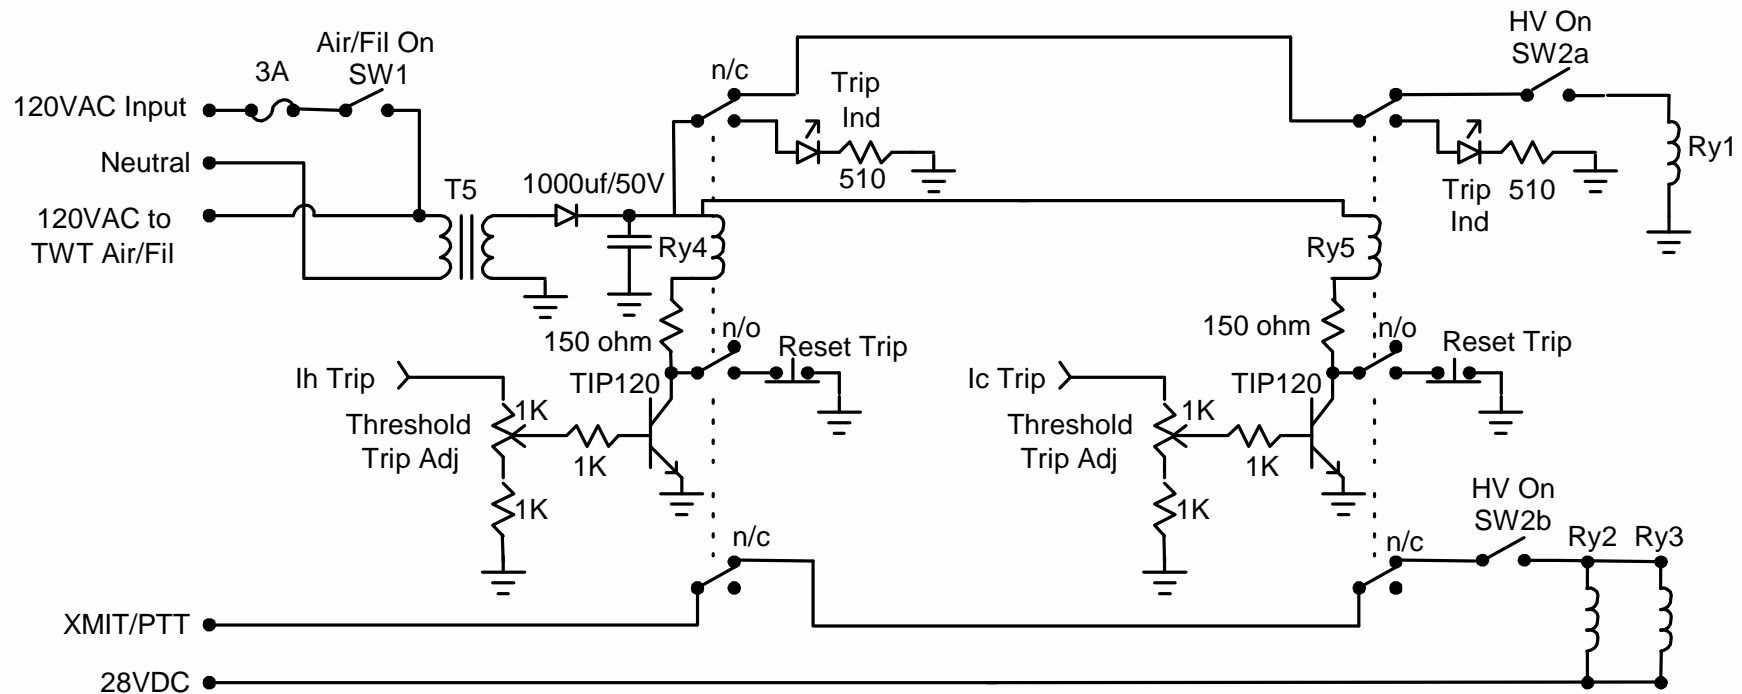 HV On
SW2a
Air/Fil On
SW1
3A
n/c
Trip
Ind
120VAC Input
Neutral
T5
1000uf/50V
510
Trip
Ind
510
Ry1
120VAC to
TWT Air/Fil
Ry4
Ry5
150 ohm
n/o
Reset Trip
150 ohm
n/o
Reset Trip
Ih Trip
TIP120
Ic Trip
TIP120
1K
Threshold
Trip Adj
1K
1K
1K
Threshold
Trip Adj
1K
1K
HV On
SW2b
n/c
n/c
Ry2
Ry3
XMIT/PTT
28VDC